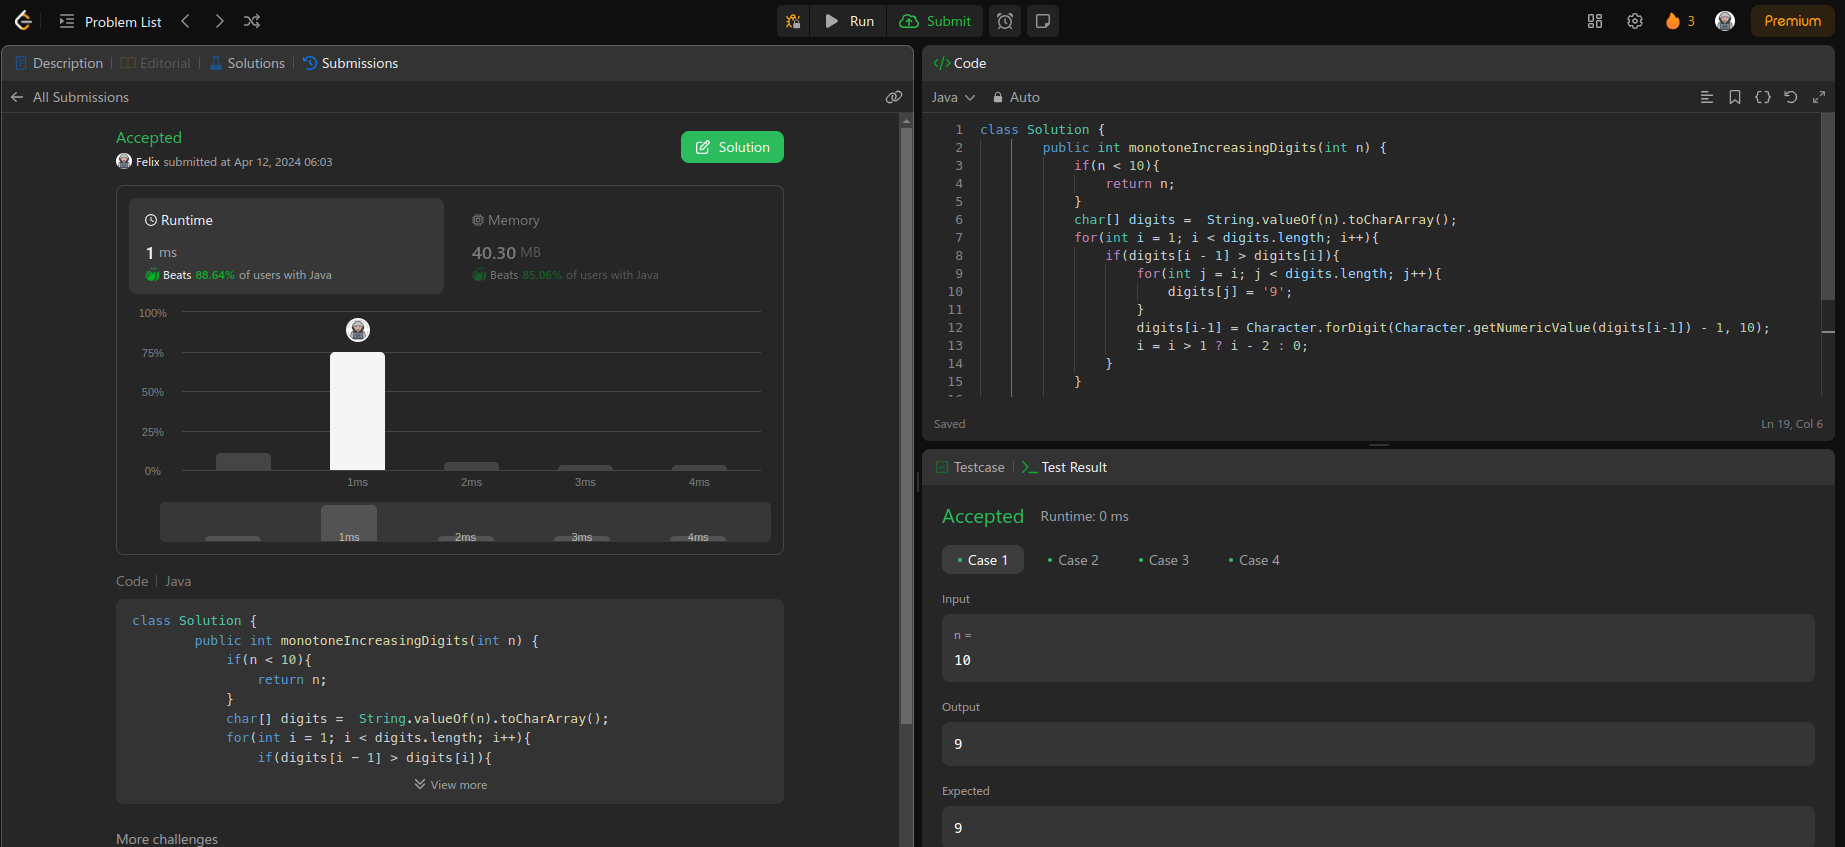 Problem List
Run
Submit
3
Premium
Description
Editorial
Solutions
Submissions
All Submissions
Accepted
Felix submitted at Apr 12, 2024 06:03
Solution
Runtime
1 ms
Beats 88.64% of users with Java
Memory
40.30 MB
Beats 85.06% of users with Java
100%
75%
50%
25%
0%
1ms
2ms
3ms
4ms
1ms
2ms
3ms
4ms
Code | Java
class Solution {
public int monotoneIncreasingDigits(int n) {
if(n < 10){
return n;
}
char[] digits =  String.valueOf(n).toCharArray();
for(int i = 1; i < digits.length; i++){
if(digits[i - 1] > digits[i]){
View more
More challenges
</> Code
Java
Auto
1 class Solution {
2 public int monotoneIncreasingDigits(int n) {
3 if(n < 10){
4 return n;
5 }
6 char[] digits =  String.valueOf(n).toCharArray();
7 for(int i = 1; i < digits.length; i++){
8 if(digits[i - 1] > digits[i]){
9 for(int j = i; j < digits.length; j++){
10 digits[j] = '9';
11 }
12 digits[i-1] = Character.forDigit(Character.getNumericValue(digits[i-1]) - 1, 10);
13 i = i > 1 ? i - 2 : 0;
14 }
15 }
Saved
Ln 19, Col 6
Testcase
Test Result
Accepted
Runtime: 0 ms
Case 1
Case 2
Case 3
Case 4
Input
n =
10
Output
9
Expected
9